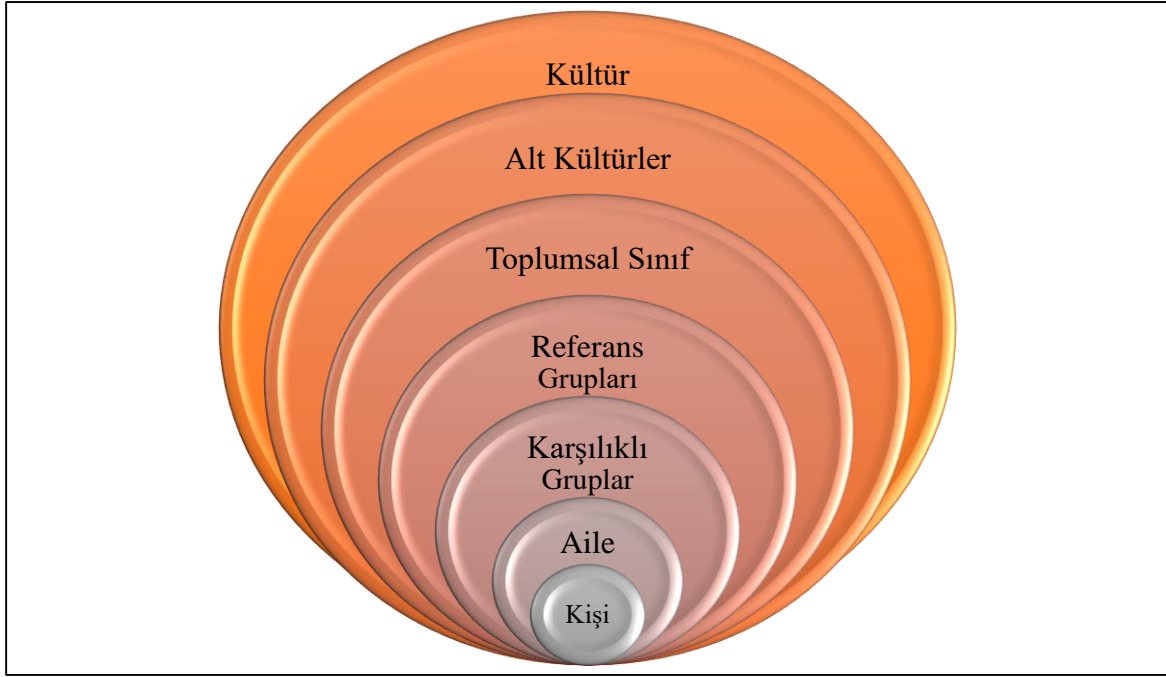 Kültür
Alt Kültürler
Toplumsal Sınıf
Referans
Grupları
Karşılıklı
Gruplar
Aile
Kişi